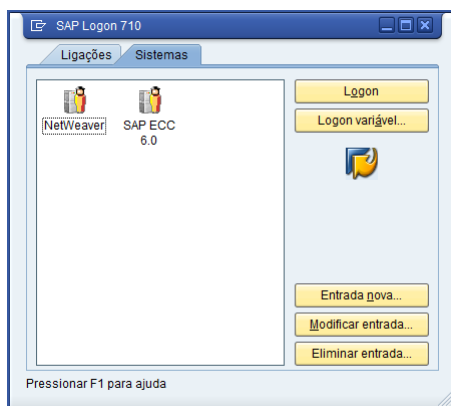 SAP Logon 710
Ligações Sistemas
Logon
Logon variável...
NetWeaver SAP ECC
6.0
Entrada nova...
Modificar entrada...
Eliminar entrada...
Pressionar F1 para ajuda